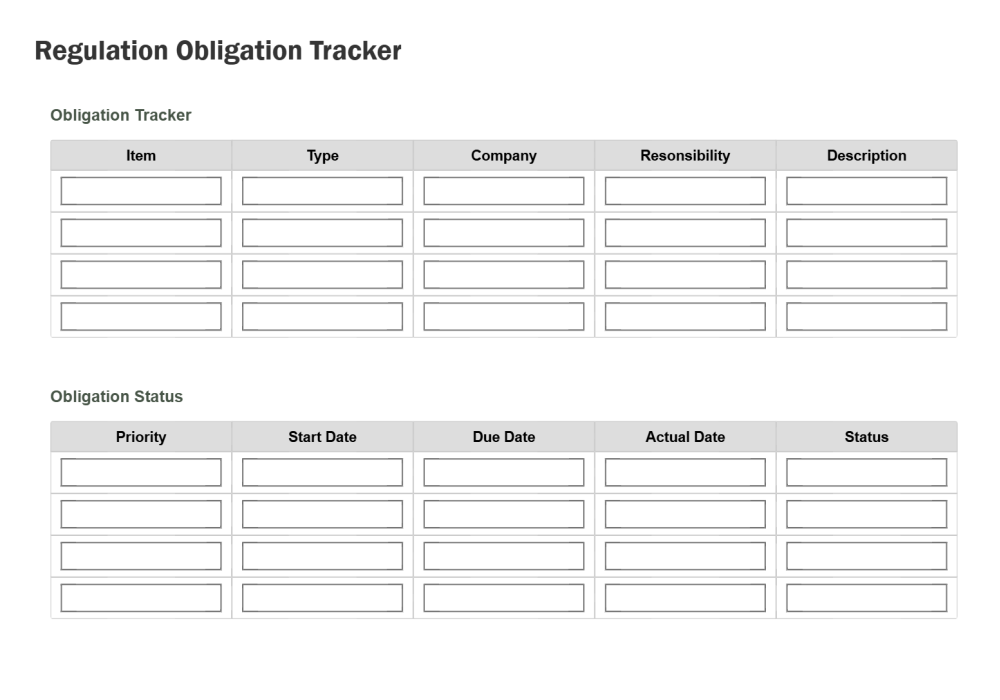 Regulation Obligation Tracker
Obligation Tracker
Item Type Company Resonsibility Description
Obligation Status
Priority Start Date Due Date Actual Date Status